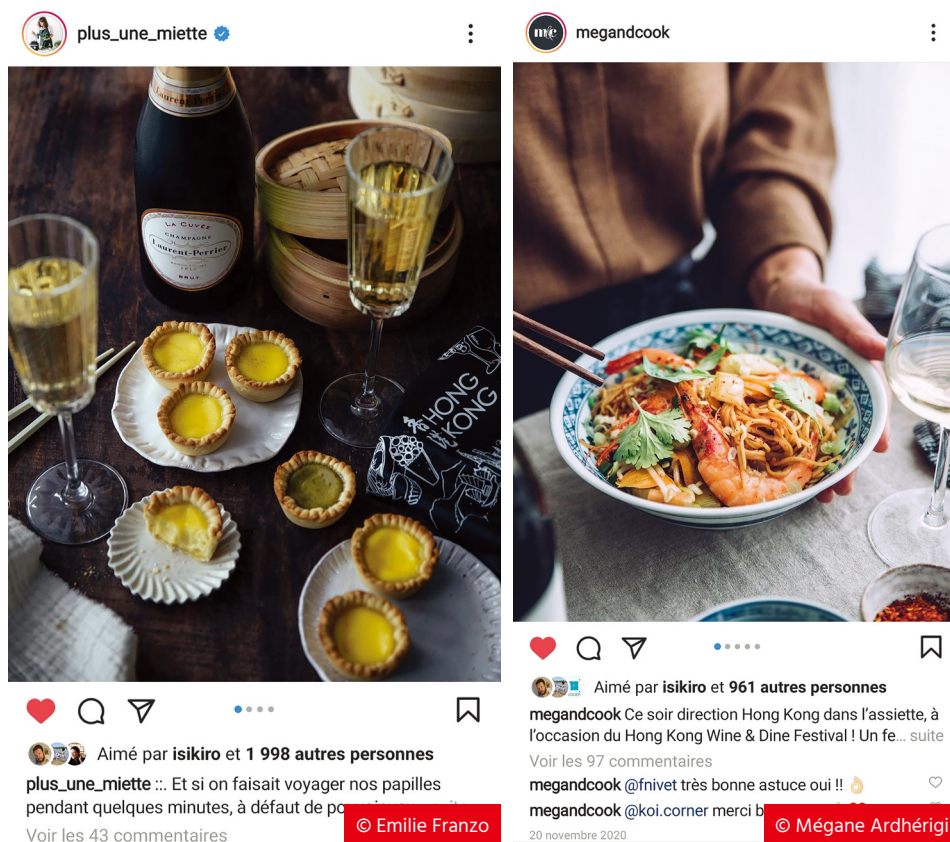 plus_une_miette
Laurent-Perrier
LA CUVÉE
CHAMPAGNE
Laurent-Perrier
BRUT
HONG
KONG
Aimé par isikiro et 1 998 autres personnes
plus_une_miette ::. Et si on faisait voyager nos papilles
pendant quelques minutes, à défaut de
Voir les 43 commentaires
© Emilie Franzo
mc
megandcook
Aimé par isikiro et 961 autres personnes
megandcook Ce soir direction Hong Kong dans l’assiette, à
l’occasion du Hong Kong Wine & Dine Festival ! Un fe… suite
Voir les 97 commentaires
megandcook @fnivet très bonne astuce oui !! 👌🏻
megandcook @koi.corner merci b
20 novembre 2020
© Mégane Ardhérigi